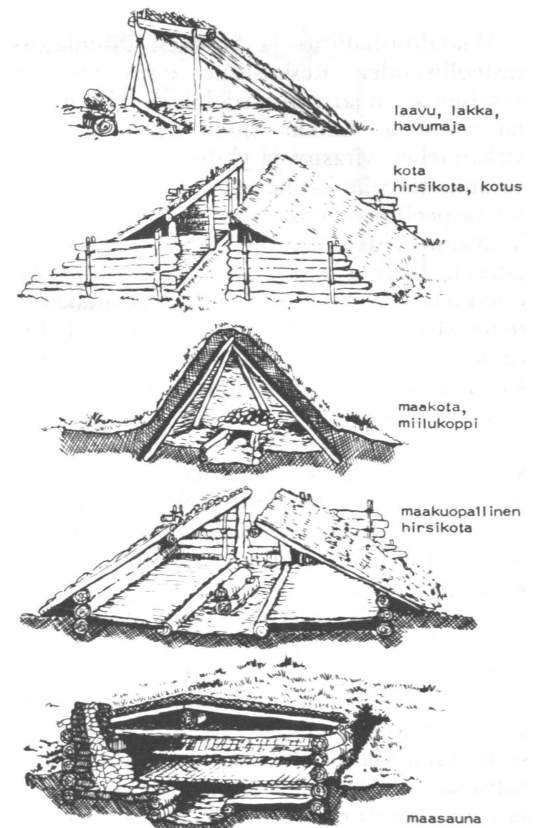 laavu, lakka,
havumaja
kota
hirsikota, kotus
maakota,
miilukoppi
maakuopallinen
hirsikota
maasauna